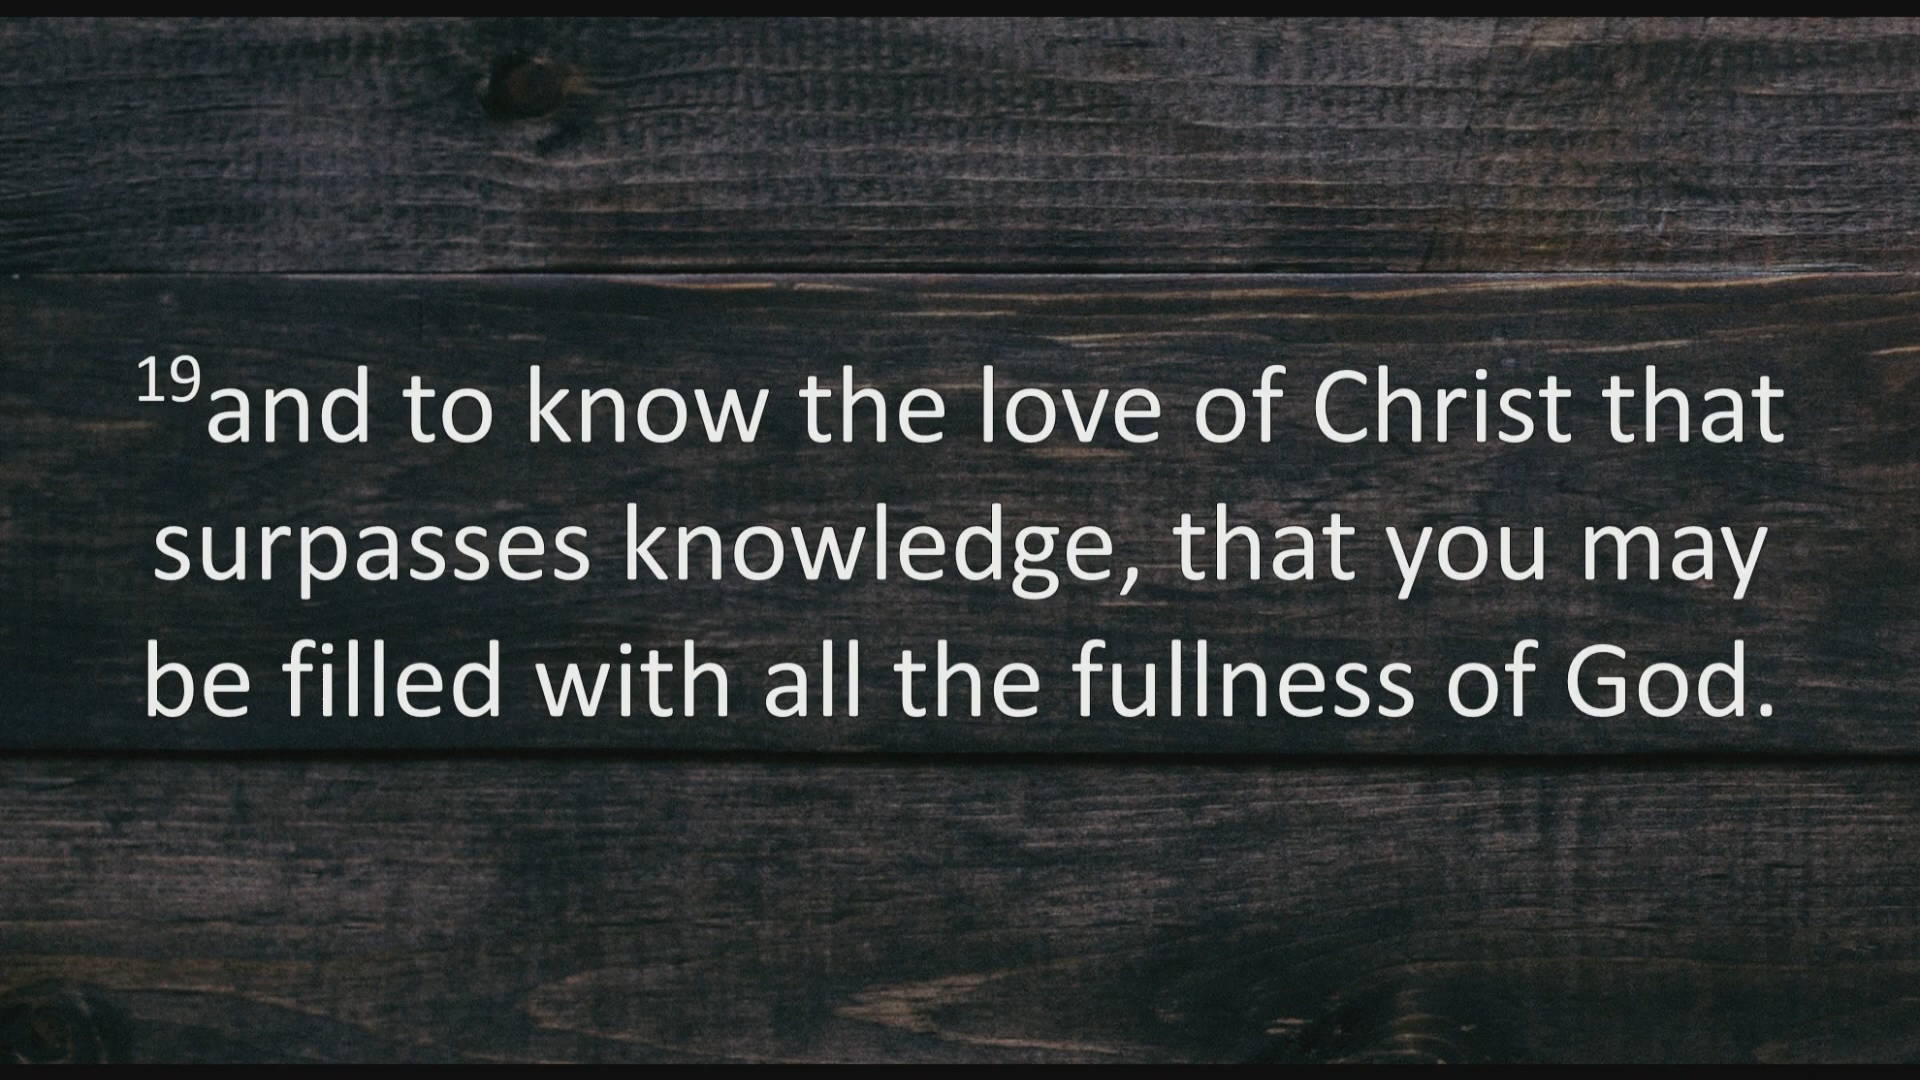 19and to know the love of Christ that
surpasses knowledge, that you may
be filled with all the fullness of God.